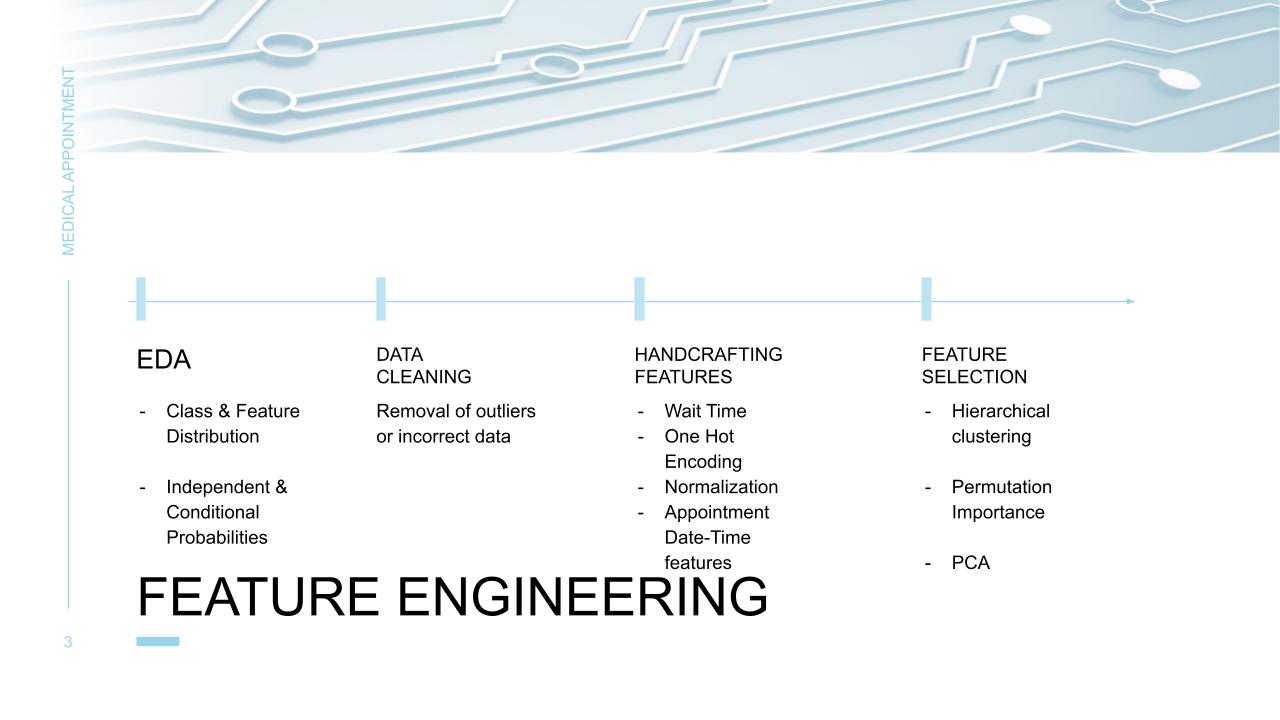 MEDICAL APPOINTMENT
EDA
- Class & Feature
Distribution
- Independent &
Conditional
Probabilities
DATA
CLEANING
Removal of outliers
or incorrect data
HANDCRAFTING
FEATURES
- Wait Time
- One Hot
Encoding
- Normalization
- Appointment
Date-Time
features
FEATURE
SELECTION
- Hierarchical
clustering
- Permutation
Importance
- PCA
FEATURE ENGINEERING
3